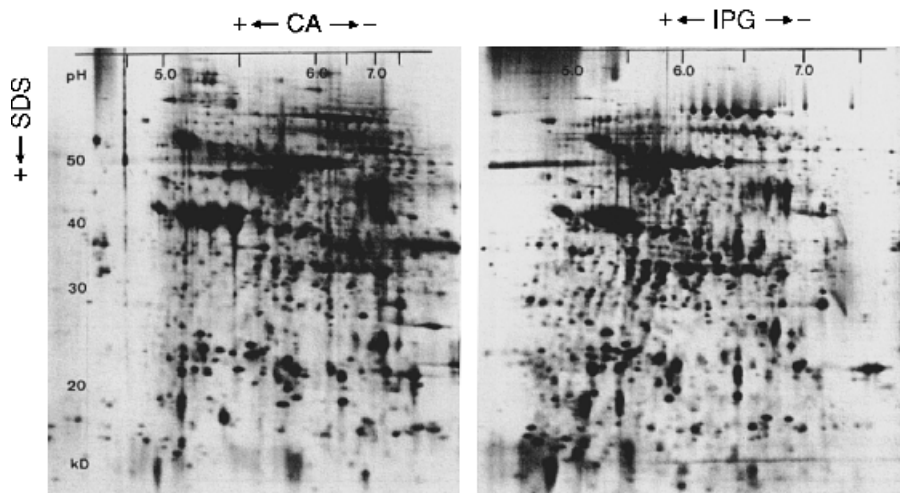 + ← CA → −
+ ← IPG → −
pH 5.0 6.0 7.0
5.0 6.0 7.0
+ ← SDS
50
40
30
20
kD